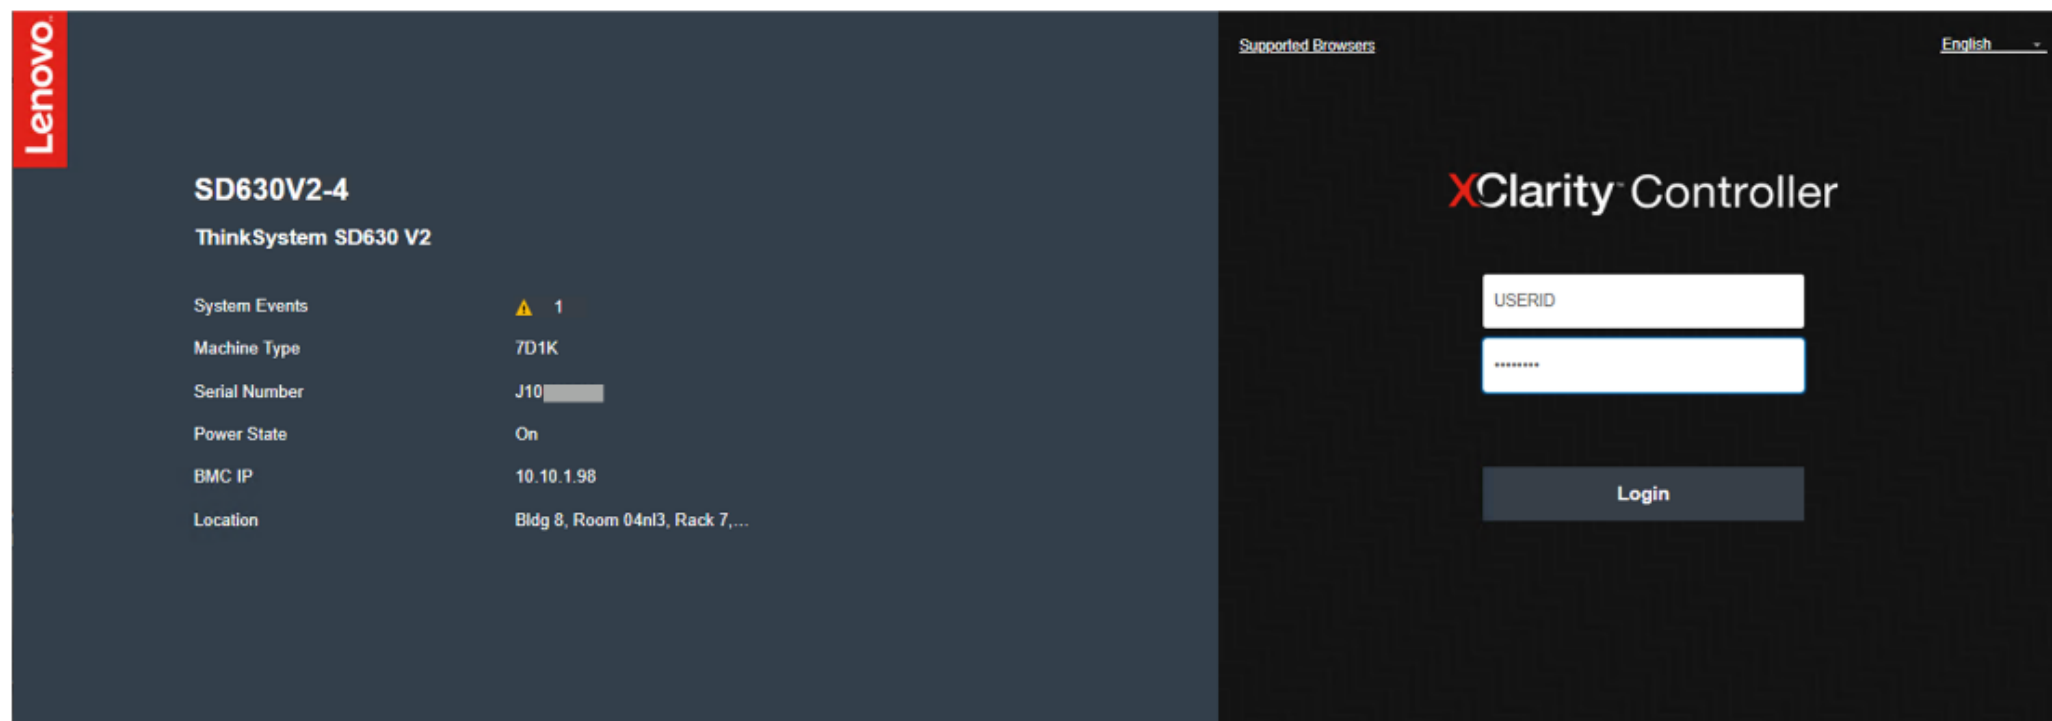 Lenovo.
SD630V2-4
ThinkSystem SD630 V2
System Events 1
Machine Type 7D1K
Serial Number J10
Power State On
BMC IP 10.10.1.98
Location Bldg 8, Room 04nl3, Rack 7,...
Supported Browsers
English
XClarity™ Controller
USERID
••••••••
Login